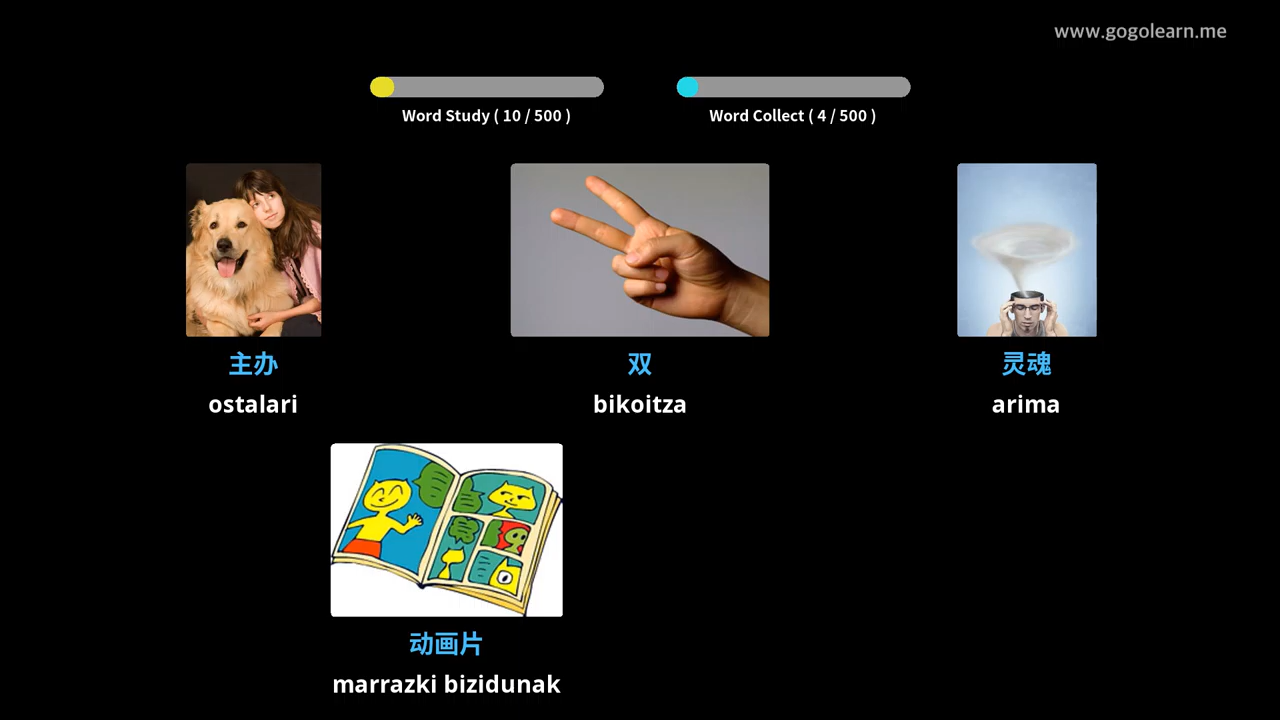 www.gogolearn.me
Word Study ( 10 / 500 )
Word Collect ( 4 / 500 )
主办
ostalari
双
bikoitza
灵魂
arima
动画片
marrazki bizidunak